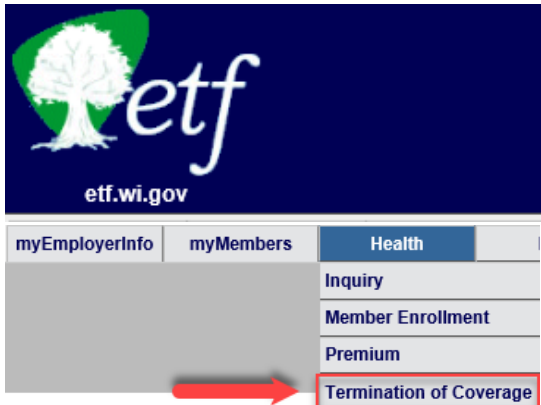 etf
etf.wi.gov
myEmployerInfo myMembers Health
Inquiry
Member Enrollment
Premium
Termination of Coverage